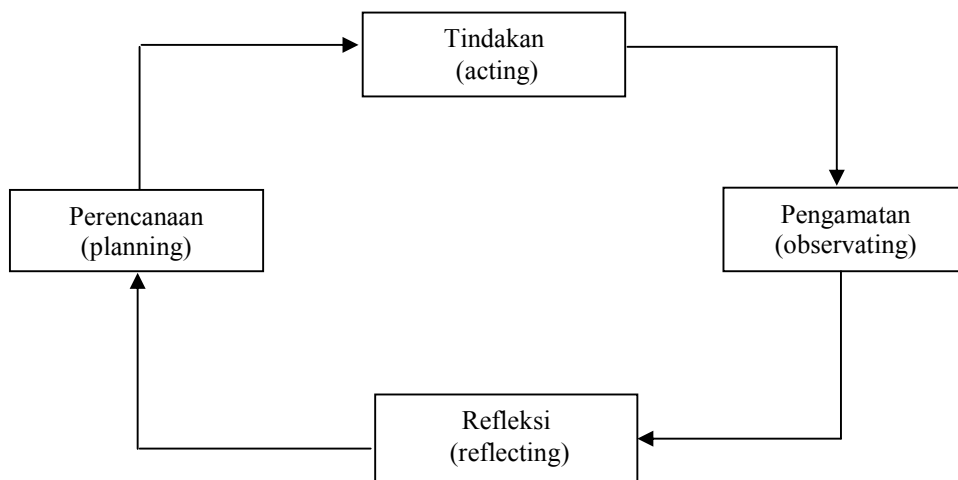 Tindakan
(acting)
Perencanaan
(planning)
Pengamatan
(observating)
Refleksi
(reflecting)